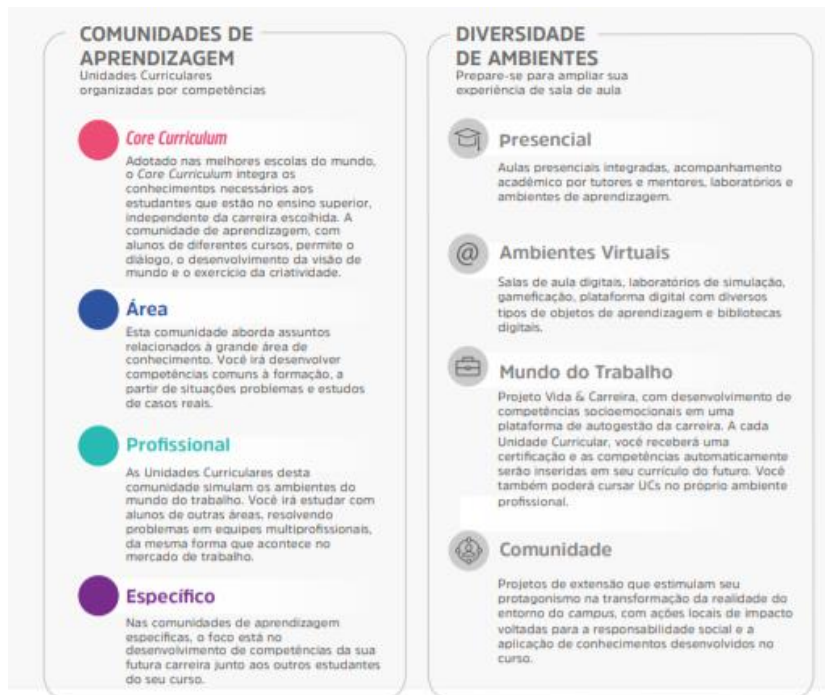 COMUNIDADES DE
APRENDIZAGEM
Unidades Curriculares
organizadas por competências
Core Curriculum
Adotado nas melhores escolas do mundo,
o Core Curriculum integra os
conhecimentos necessários aos
estudantes que estão no ensino superior,
independente da carreira escolhida. A
comunidade de aprendizagem, com
alunos de diferentes cursos, permite o
diálogo, o desenvolvimento da visão de
mundo e o exercício da criatividade.
Área
Esta comunidade aborda assuntos
relacionados à grande área de
conhecimento. Você irá desenvolver
competências comuns à formação, a
partir de situações problemas e estudos
de casos reais.
Profissional
As Unidades Curriculares desta
comunidade simulam os ambientes do
mundo do trabalho. Você irá estudar com
alunos de outras áreas, resolvendo
problemas em equipes multiprofissionais,
da mesma forma que acontece no
mercado de trabalho.
Específico
Nas comunidades de aprendizagem
específicas, o foco está no
desenvolvimento de competências da sua
futura carreira junto aos outros estudantes
do seu curso.
DIVERSIDADE
DE AMBIENTES
Prepare-se para ampliar sua
experiência de sala de aula
Presencial
Aulas presenciais integradas, acompanhamento
acadêmico por tutores e mentores, laboratórios e
ambientes de aprendizagem.
@ Ambientes Virtuais
Salas de aula digitais, laboratórios de simulação,
gameficação, plataforma digital com diversos
tipos de objetos de aprendizagem e bibliotecas
digitais.
Mundo do Trabalho
Projeto Vida & Carreira, com desenvolvimento de
competências socioemocionais em uma
plataforma de autogestão da carreira. A cada
Unidade Curricular, você receberá uma
certificação e as competências automaticamente
serão inseridas em seu currículo do futuro. Você
também poderá cursar UCs no próprio ambiente
profissional.
Comunidade
Projetos de extensão que estimulam seu
protagonismo na transformação da realidade do
entorno do campus, com ações locais de impacto
voltadas para a responsabilidade social e a
aplicação de conhecimentos desenvolvidos no
curso.